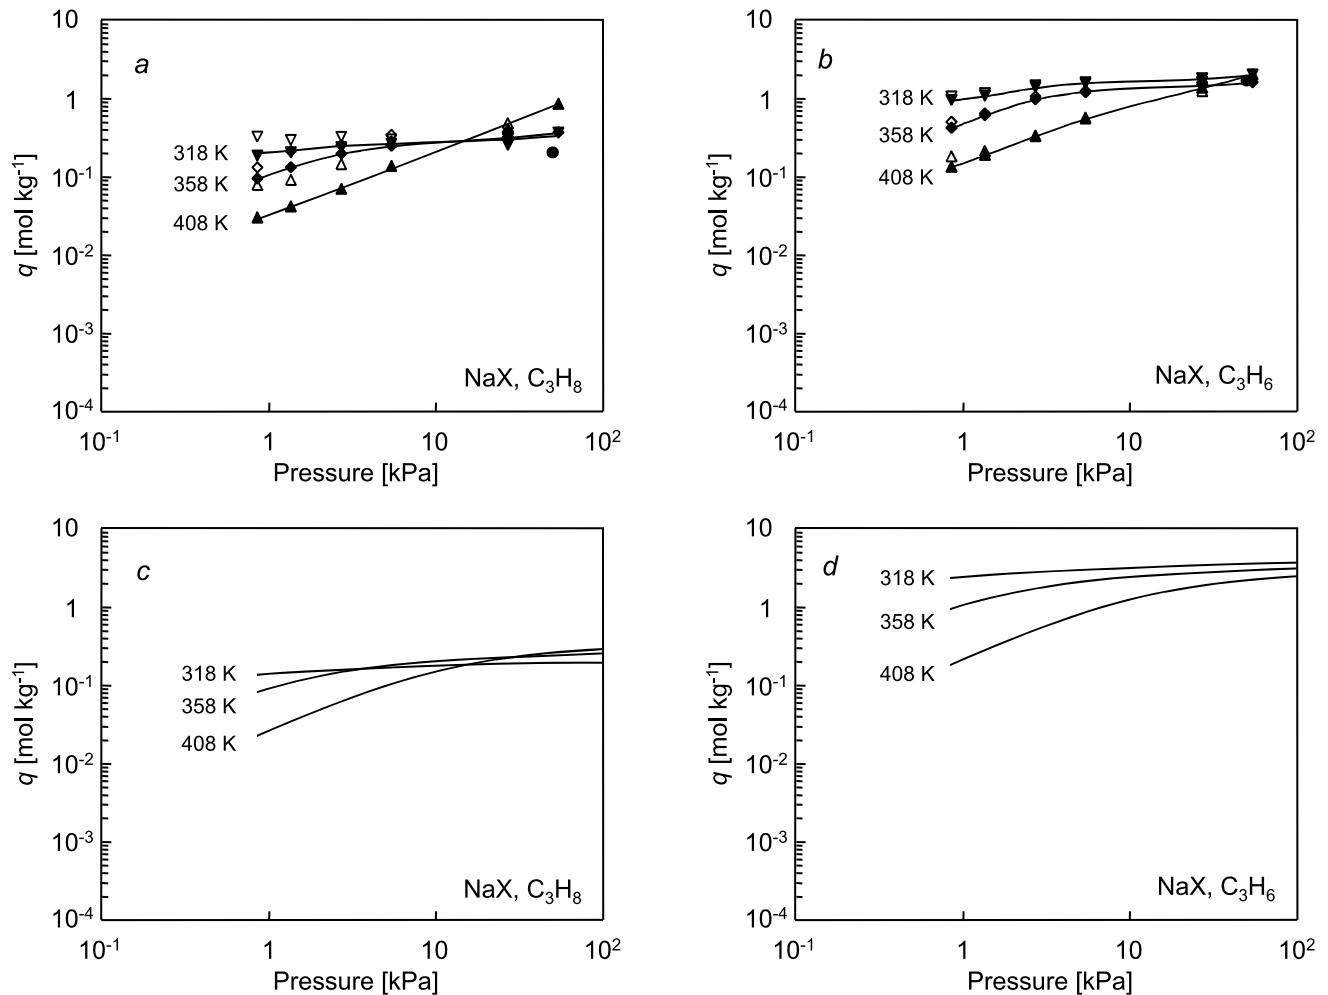 a
10
1
10⁻¹
10⁻²
10⁻³
10⁻⁴
q [mol kg⁻¹]
318 K
358 K
408 K
NaX, C₃H₈
10⁻¹ 1 10 10²
Pressure [kPa]
b
10
1
10⁻¹
10⁻²
10⁻³
10⁻⁴
q [mol kg⁻¹]
318 K
358 K
408 K
NaX, C₃H₆
10⁻¹ 1 10 10²
Pressure [kPa]
c
10
1
10⁻¹
10⁻²
10⁻³
10⁻⁴
q [mol kg⁻¹]
318 K
358 K
408 K
NaX, C₃H₈
10⁻¹ 1 10 10²
Pressure [kPa]
d
10
1
10⁻¹
10⁻²
10⁻³
10⁻⁴
q [mol kg⁻¹]
318 K
358 K
408 K
NaX, C₃H₆
10⁻¹ 1 10 10²
Pressure [kPa]